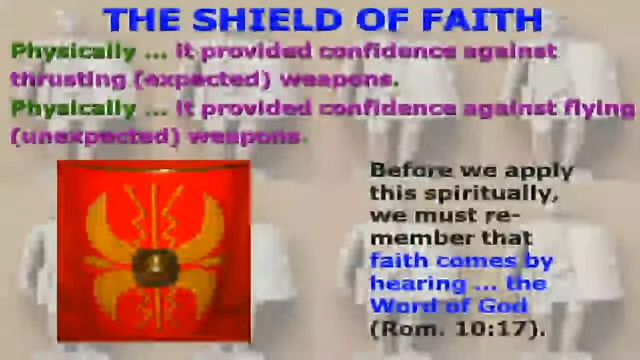 THE SHIELD OF FAITH
Physically ... it provided confidence against
thrusting (expected) weapons.
Physically ... it provided confidence against flying
(unexpected) weapons.
Before we apply
this spiritually,
we must re-
member that
faith comes by
hearing ... the
Word of God
(Rom. 10:17).